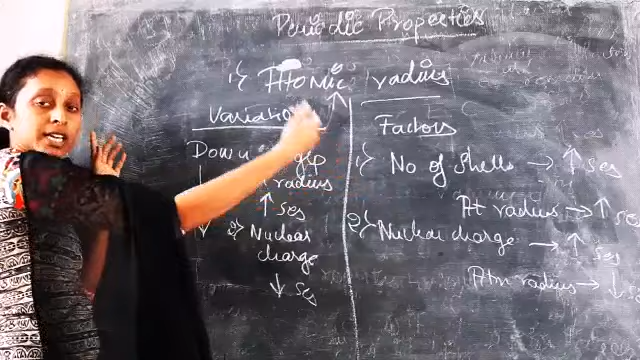 Periodic Properties
1) Atomic radius
Variation
Down grp
radius
↑ ses
2) Nuclear
charge
↓ ses
Factors
1) No of shells → ↑ ses
At radius → ↑ ses
2) Nuclear charge → ↑ ses
Atm radius → ↓ ses